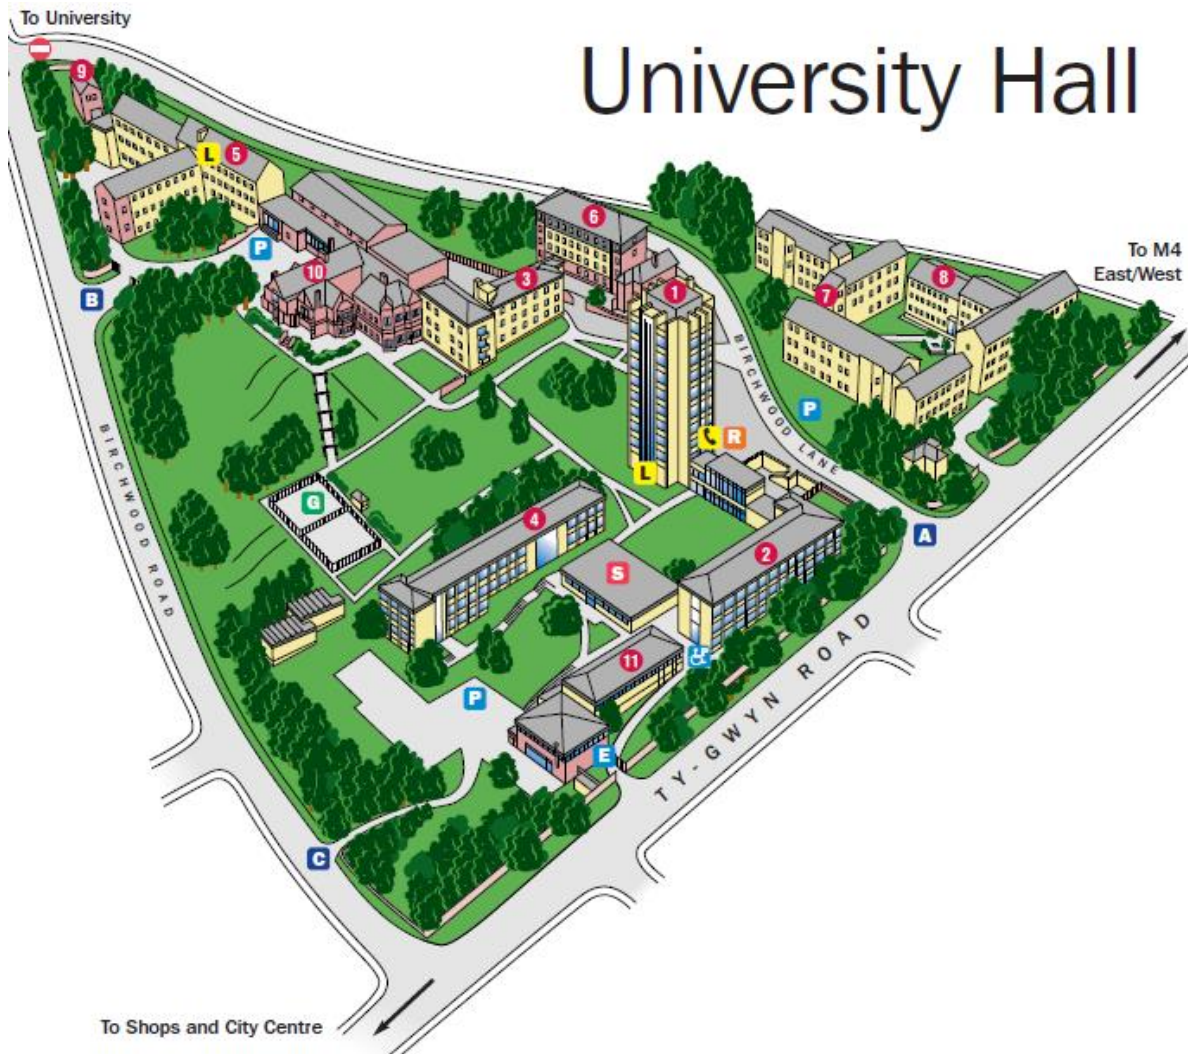 To University
University Hall
9
L 5
6
To M4
East/West
P
10
3
1
8
7
B
BIRCHWOOD LANE
P
R
BIRCHWOOD ROAD
L
G
4
A
2
S
11
P
E
TY-GWYN ROAD
C
To Shops and City Centre